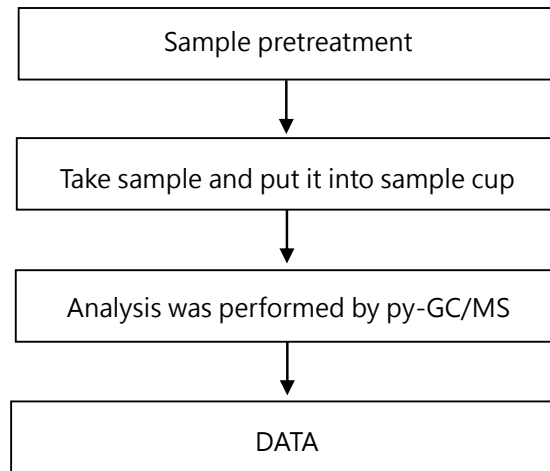 Sample pretreatment
Take sample and put it into sample cup
Analysis was performed by py-GC/MS
DATA